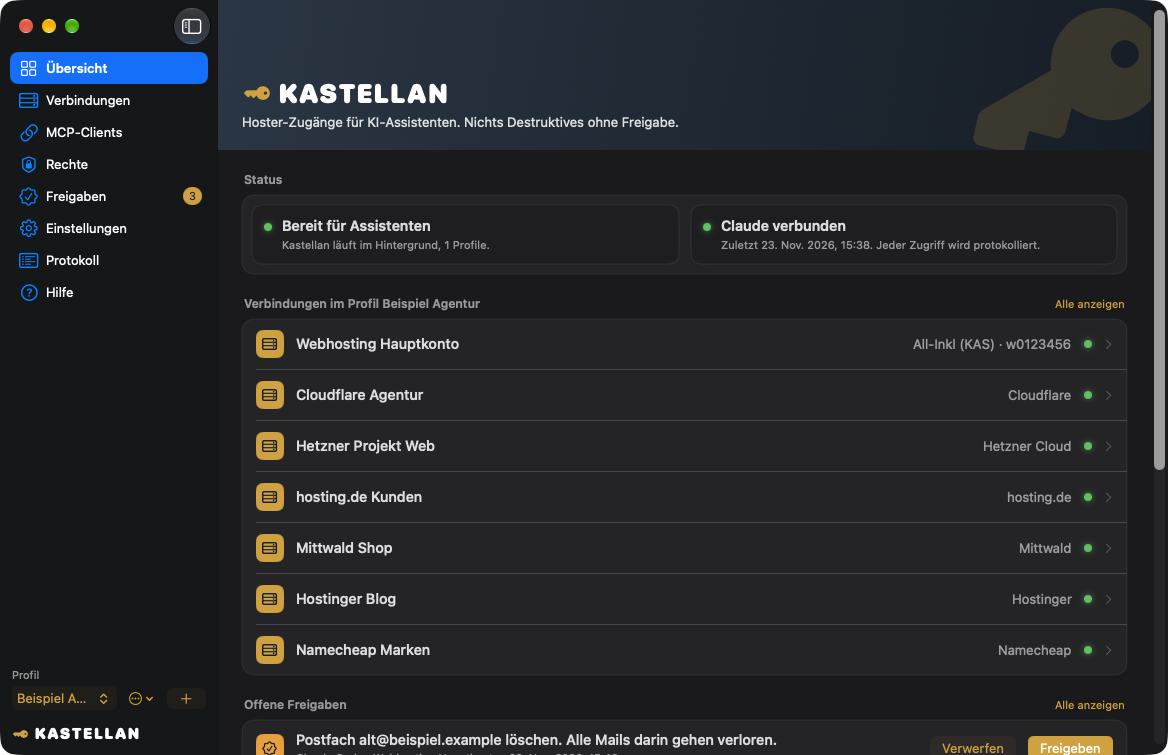 Übersicht
Verbindungen
MCP-Clients
Rechte
Freigaben 3
Einstellungen
Protokoll
Hilfe
Profil
Beispiel A...
KASTELLAN
KASTELLAN
Hoster-Zugänge für KI-Assistenten. Nichts Destruktives ohne Freigabe.
Status
Bereit für Assistenten
Kastellan läuft im Hintergrund, 1 Profile.
Claude verbunden
Zuletzt 23. Nov. 2026, 15:38. Jeder Zugriff wird protokolliert.
Verbindungen im Profil Beispiel Agentur Alle anzeigen
Webhosting Hauptkonto All-Inkl (KAS) · w0123456
Cloudflare Agentur Cloudflare
Hetzner Projekt Web Hetzner Cloud
hosting.de Kunden hosting.de
Mittwald Shop Mittwald
Hostinger Blog Hostinger
Namecheap Marken Namecheap
Offene Freigaben Alle anzeigen
Postfach alt@beispiel.example löschen. Alle Mails darin gehen verloren.
Verwerfen Freigeben